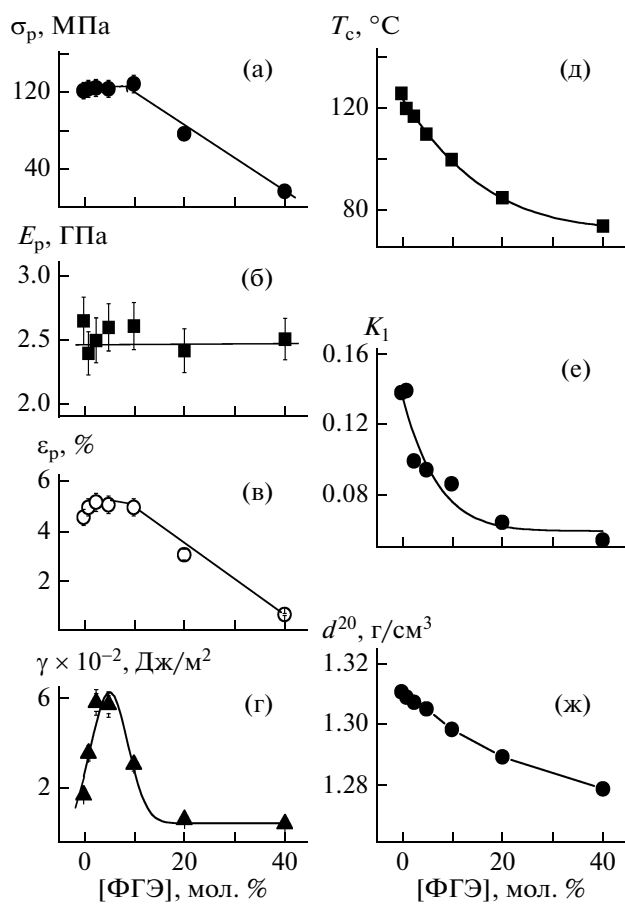 σр, МПа
(а)
120
40
Eр, ГПа
(б)
3.0
2.5
2.0
εр, %
(в)
6
4
2
γ × 10⁻², Дж/м²
(г)
6
2
0 20 40
[ФГЭ], мол. %
Tс, °C
(д)
120
80
K₁
(е)
0.16
0.12
0.08
d²⁰, г/см³
(ж)
1.32
1.30
1.28
0 20 40
[ФГЭ], мол. %